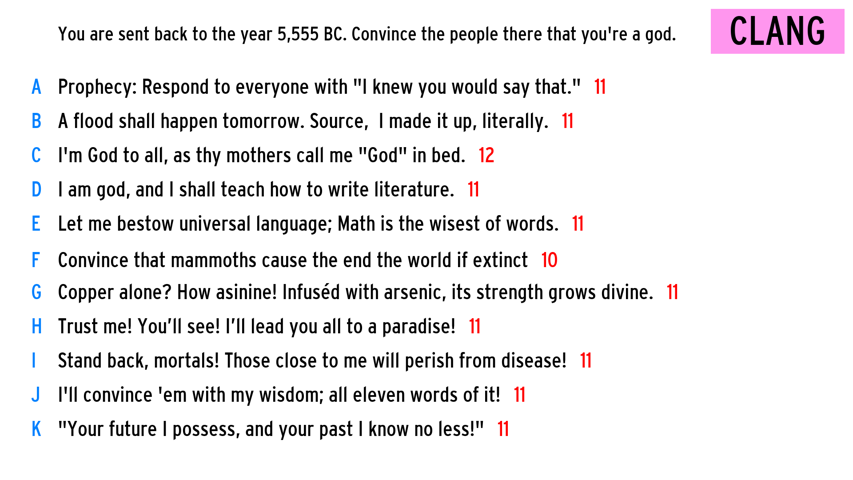 You are sent back to the year 5,555 BC. Convince the people there that you're a god.
CLANG
A Prophecy: Respond to everyone with "I knew you would say that." 11
B A flood shall happen tomorrow. Source, I made it up, literally. 11
C I'm God to all, as thy mothers call me "God" in bed. 12
D I am god, and I shall teach how to write literature. 11
E Let me bestow universal language; Math is the wisest of words. 11
F Convince that mammoths cause the end the world if extinct 10
G Copper alone? How asinine! Infuséd with arsenic, its strength grows divine. 11
H Trust me! You’ll see! I’ll lead you all to a paradise! 11
I Stand back, mortals! Those close to me will perish from disease! 11
J I'll convince 'em with my wisdom; all eleven words of it! 11
K "Your future I possess, and your past I know no less!" 11